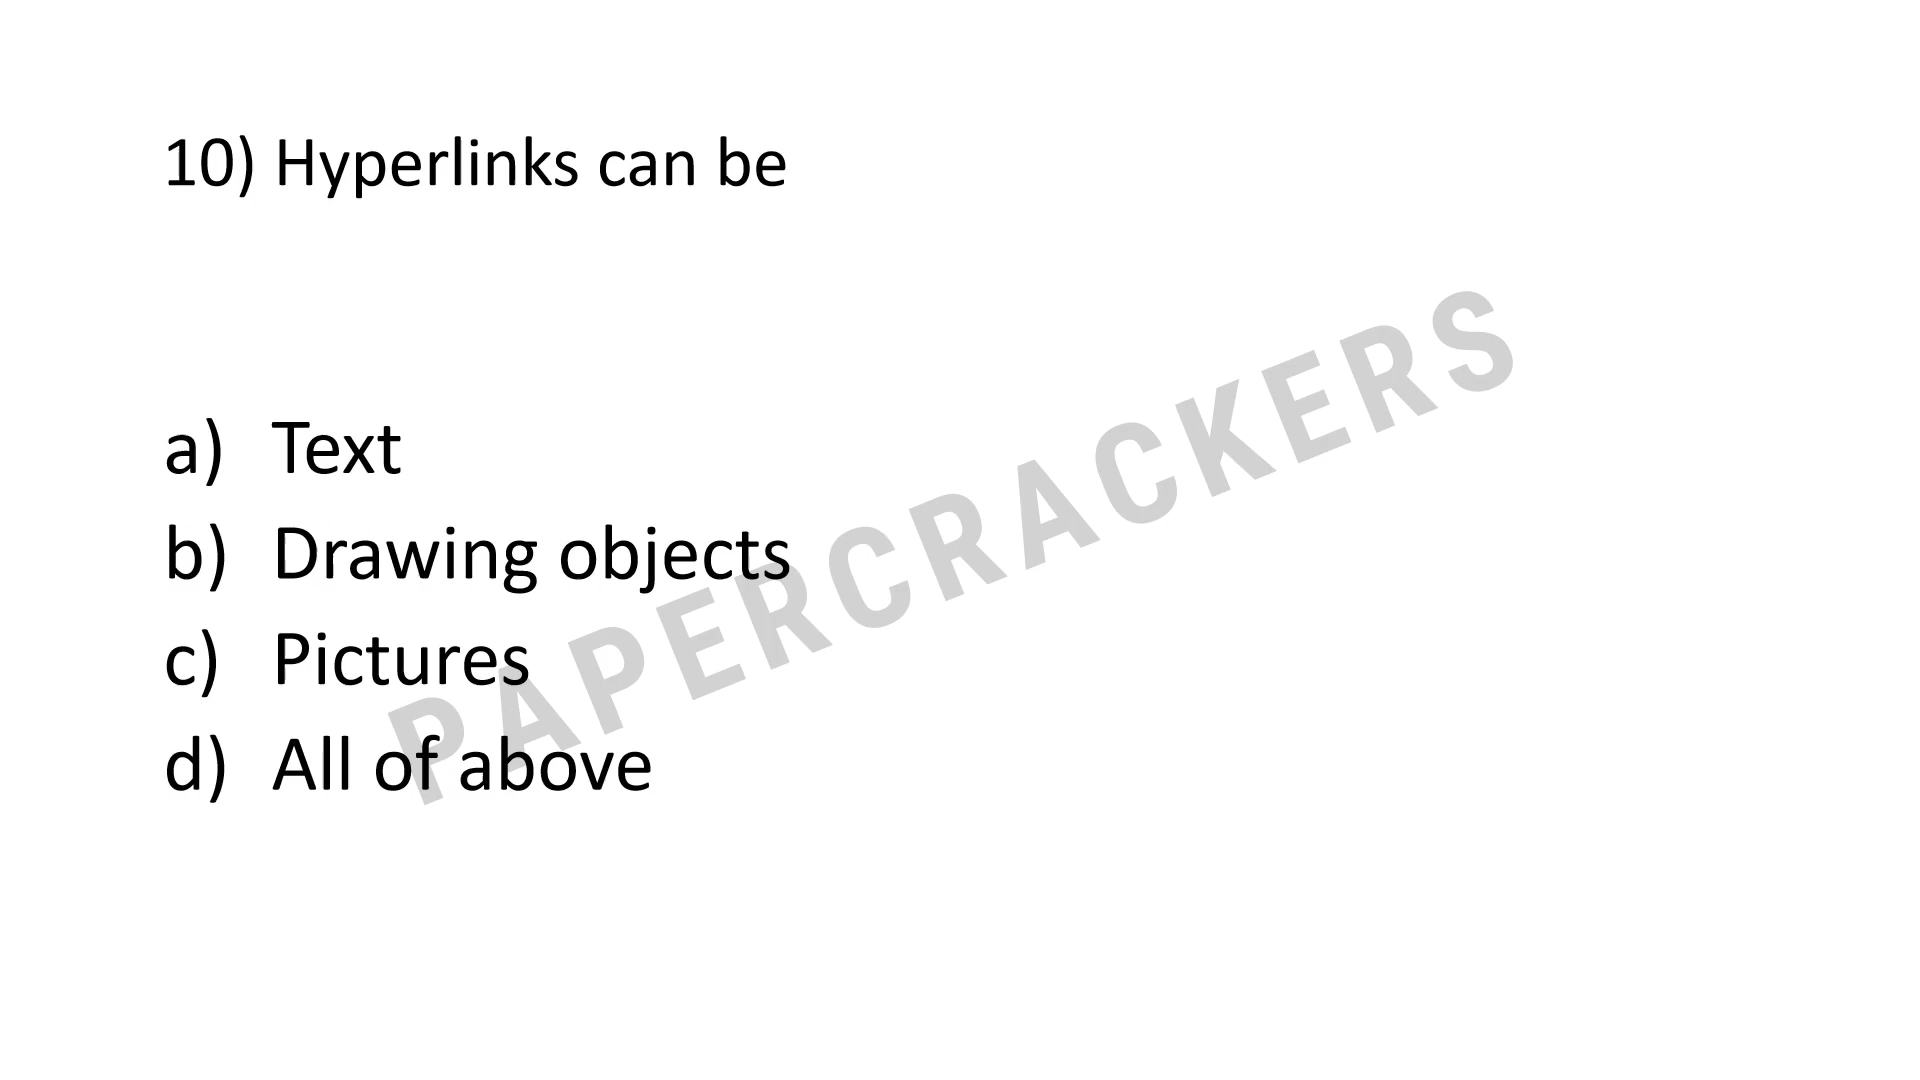 10) Hyperlinks can be
a) Text
b) Drawing objects
c) Pictures
d) All of above
PAPERCRACKERS